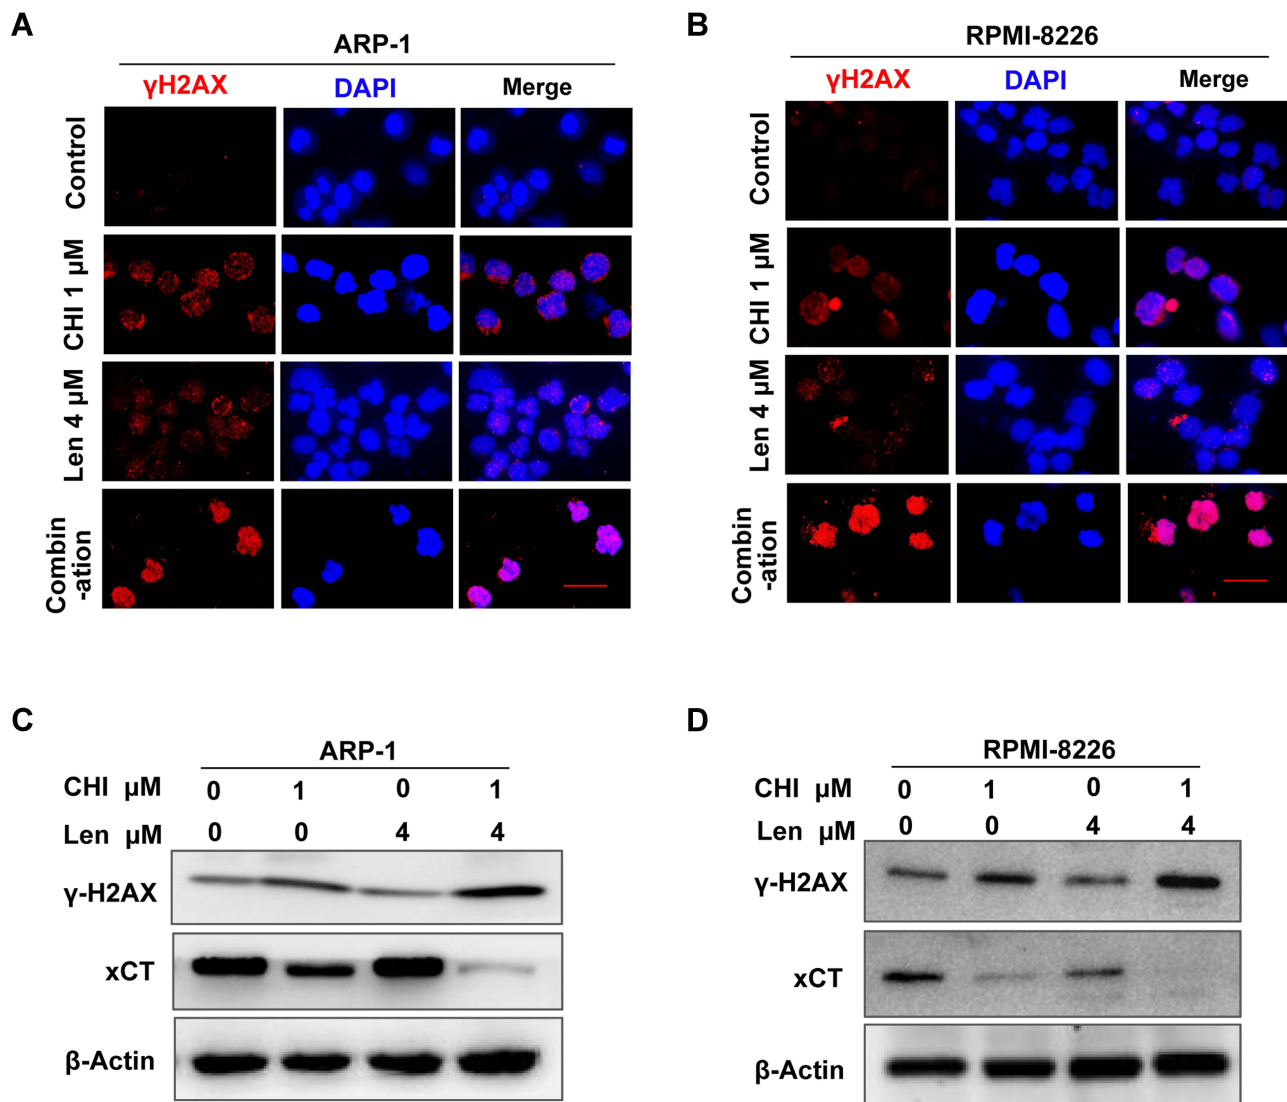 A
ARP-1
γH2AX DAPI Merge
Control
CHI 1 μM
Len 4 μM
Combin
-ation
B
RPMI-8226
γH2AX DAPI Merge
Control
CHI 1 μM
Len 4 μM
Combin
-ation
C
ARP-1
CHI μM 0 1 0 1
Len μM 0 0 4 4
γ-H2AX
xCT
β-Actin
D
RPMI-8226
CHI μM 0 1 0 1
Len μM 0 0 4 4
γ-H2AX
xCT
β-Actin